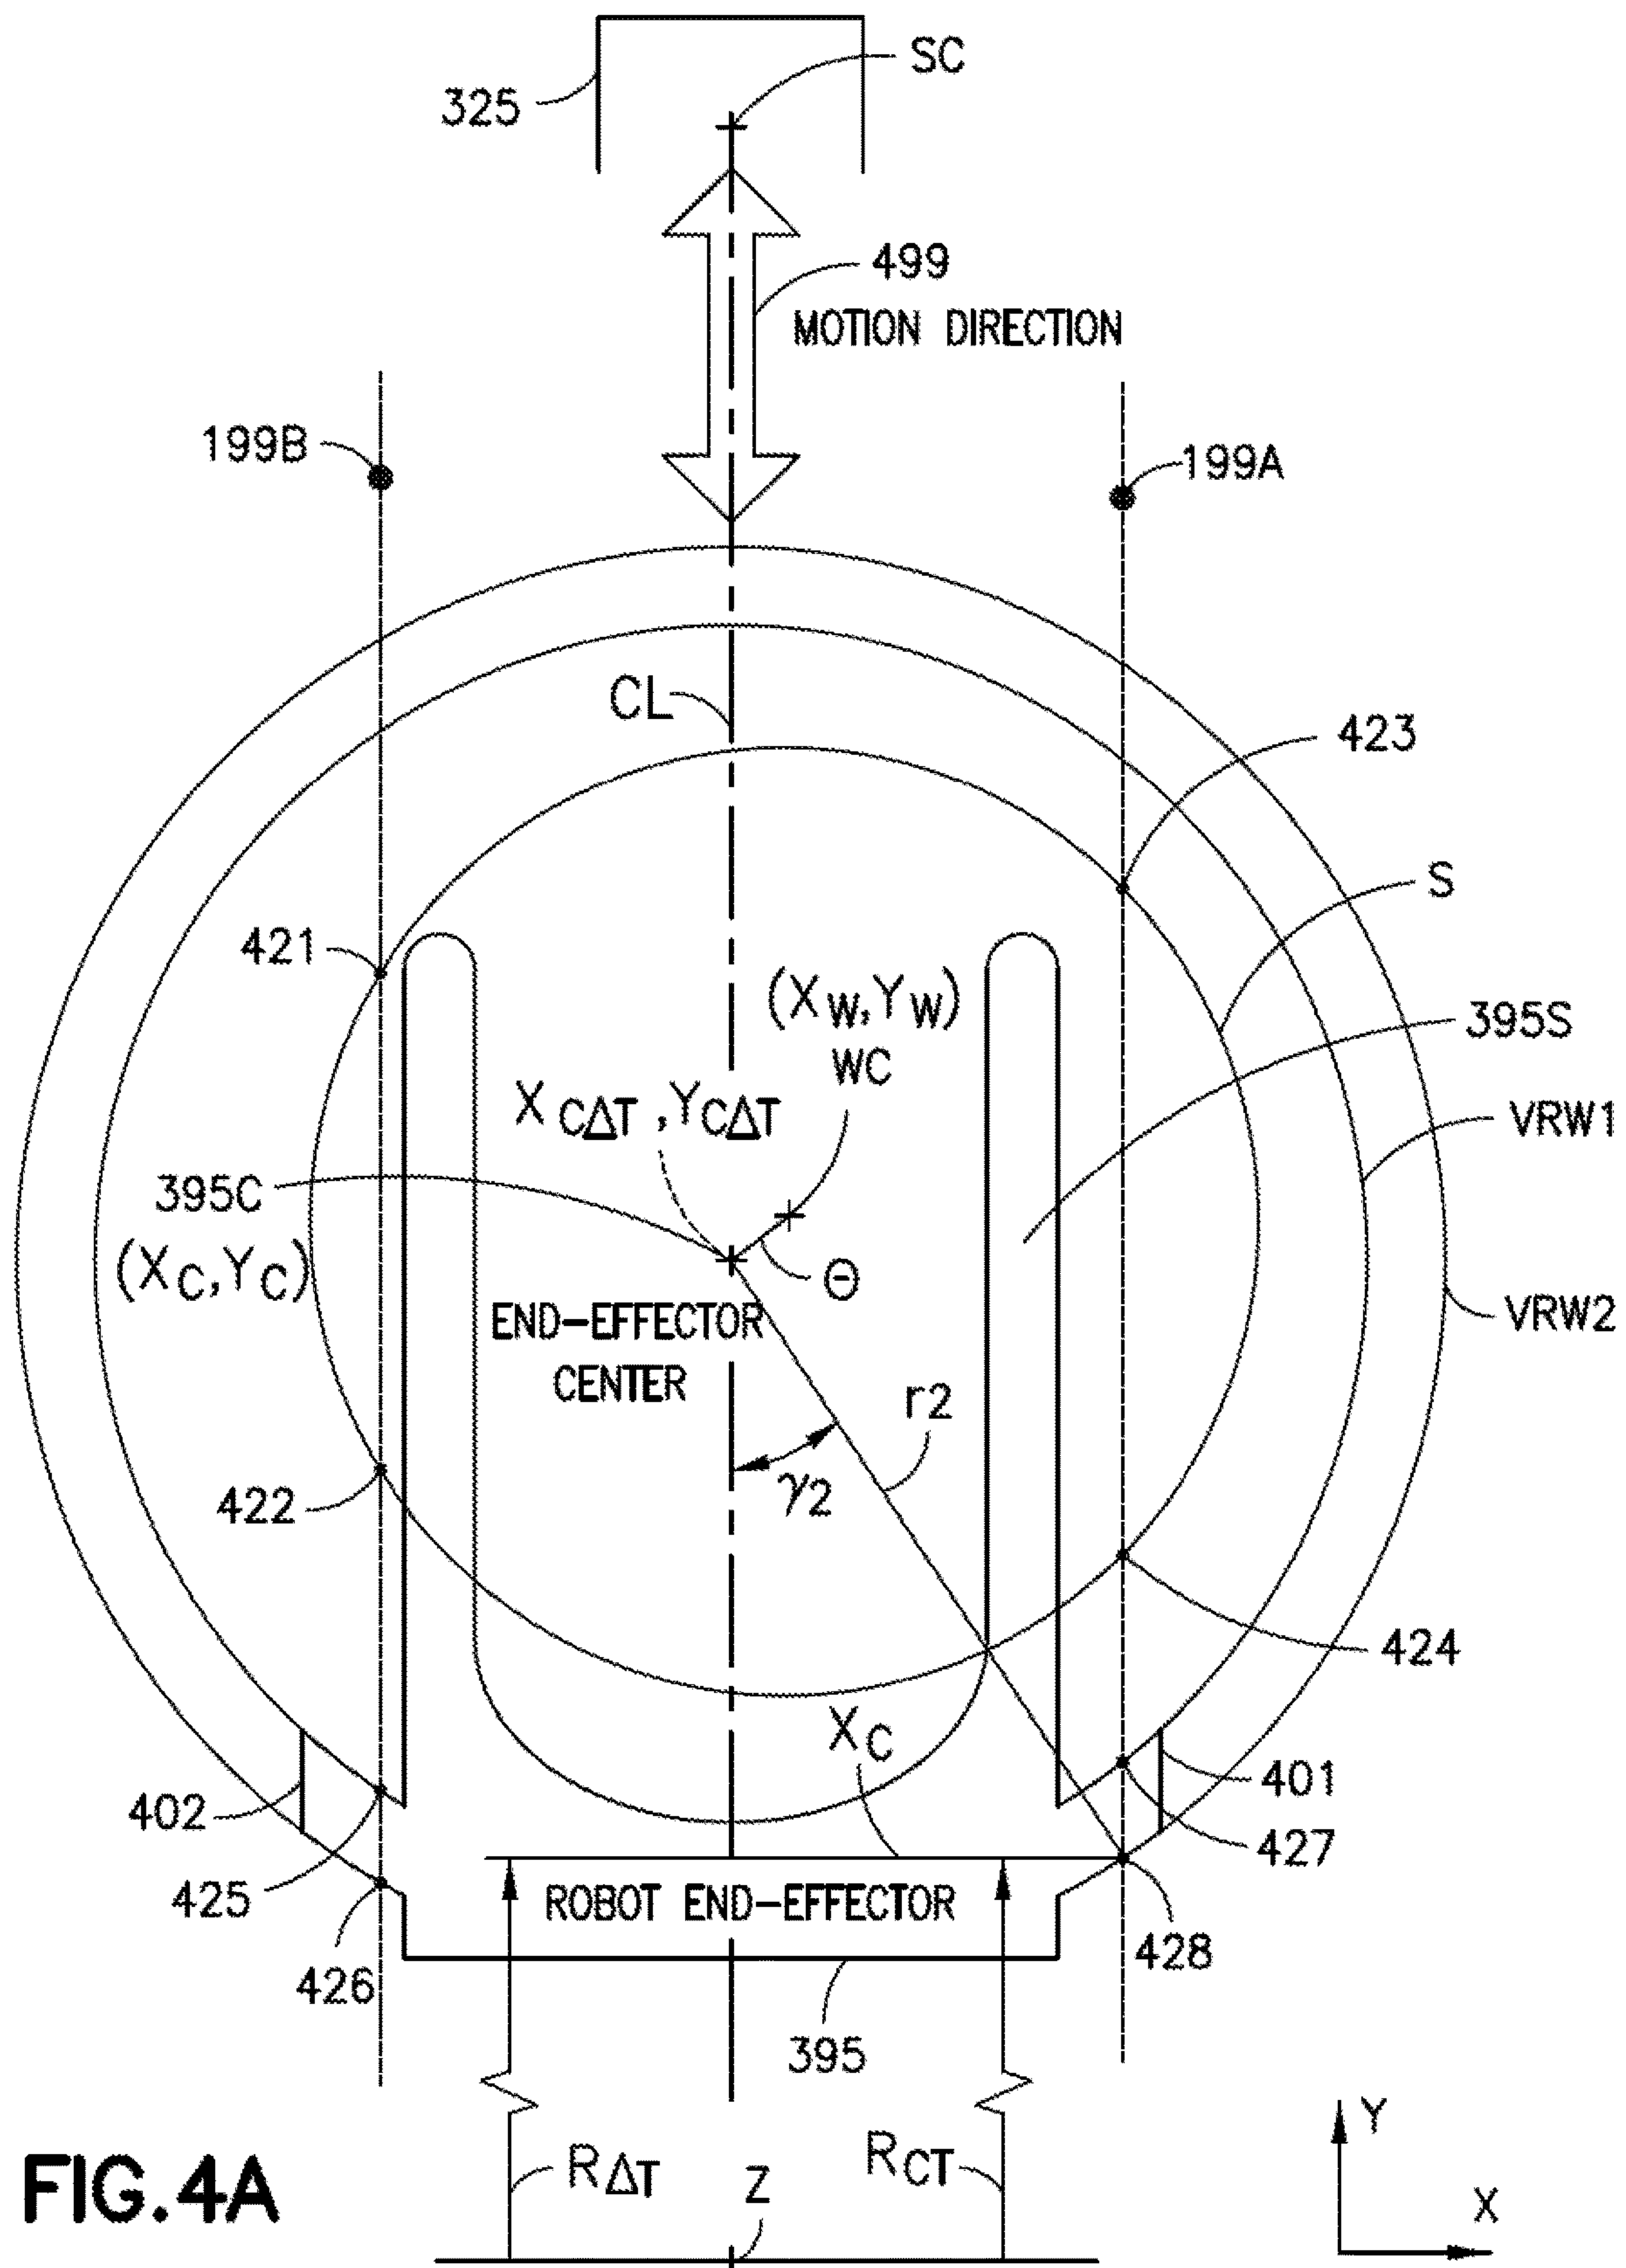 SC
325
499
MOTION DIRECTION
199B
199A
CL
423
S
421
(XW,YW)
WC
395S
XCΔT ,YCΔT
VRW1
395C
(XC,YC)
Θ
VRW2
END-EFFECTOR
CENTER
r2
γ2
422
424
XC
402
401
425
427
ROBOT END-EFFECTOR
426
428
395
RΔT
RCT
Z
Y
X
FIG.4A